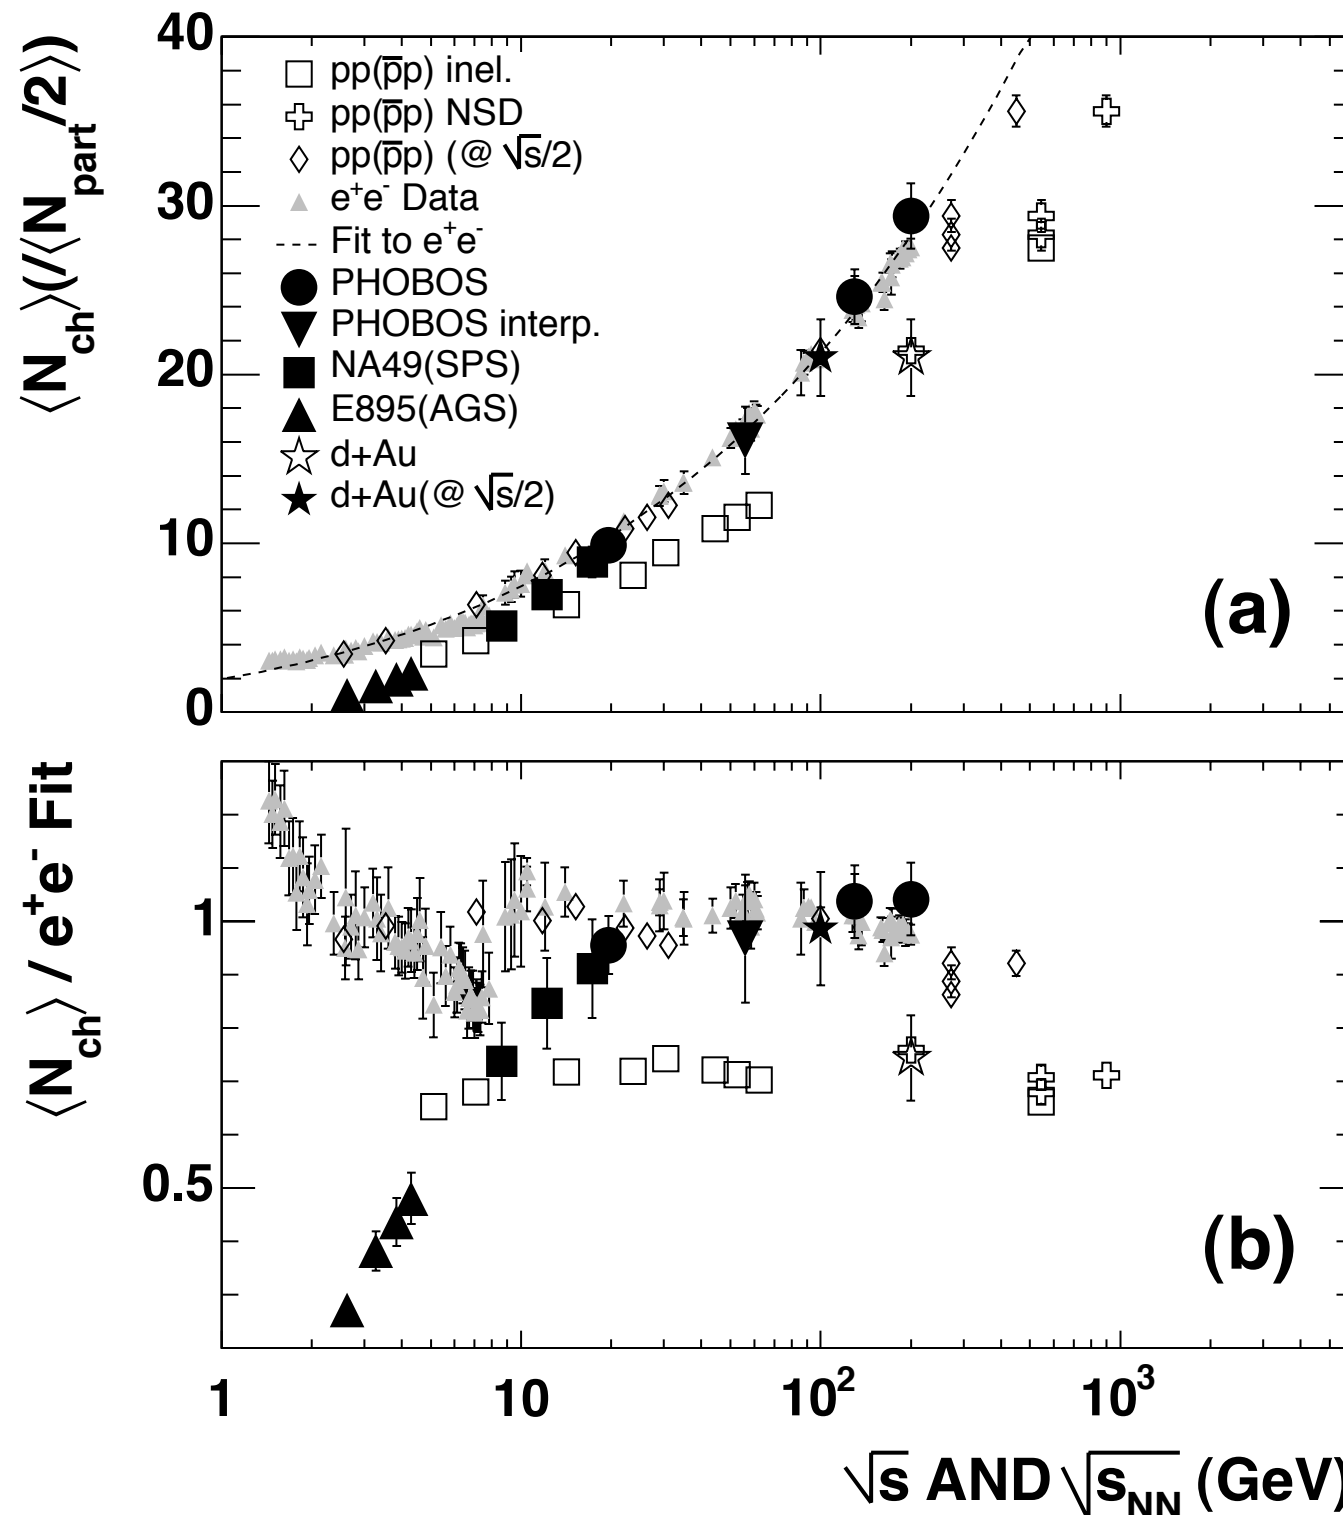 ⟨N_ch⟩(/⟨N_part/2⟩)
40
30
20
10
0
pp(p̅p) inel.
pp(p̅p) NSD
pp(p̅p) (@ √s/2)
e⁺e⁻ Data
Fit to e⁺e⁻
PHOBOS
PHOBOS interp.
NA49(SPS)
E895(AGS)
d+Au
d+Au(@ √s/2)
(a)
⟨N_ch⟩ / e⁺e⁻ Fit
1
0.5
(b)
1 10 10² 10³
√s AND √s_NN (GeV)